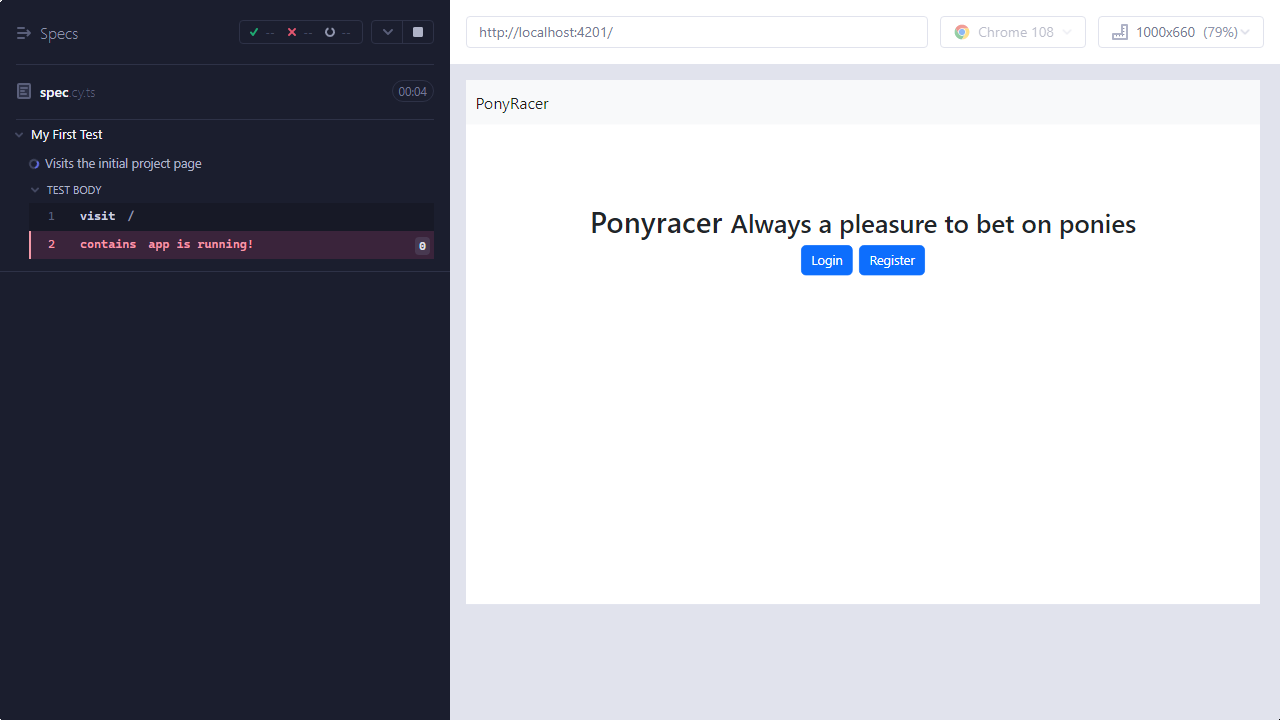 Specs
-- -- --
spec.cy.ts
00:04
My First Test
Visits the initial project page
TEST BODY
1 visit /
2 contains app is running! 0
http://localhost:4201/
Chrome 108
1000x660 (79%)
PonyRacer
Ponyracer Always a pleasure to bet on ponies
Login Register